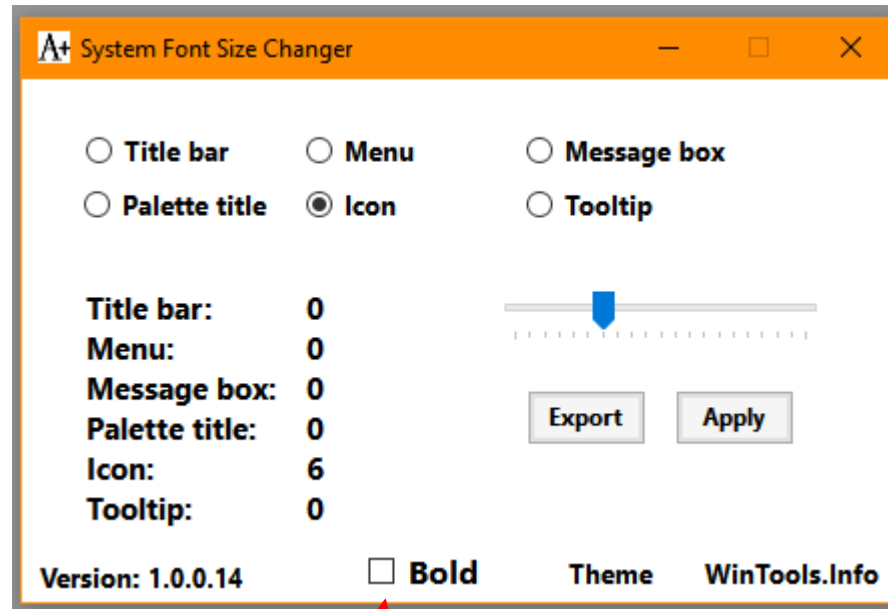 A+ System Font Size Changer
Title bar Menu Message box
Palette title Icon Tooltip
Title bar: 0
Menu: 0
Message box: 0
Palette title: 0
Icon: 6
Tooltip: 0
Export Apply
Version: 1.0.0.14 Bold Theme WinTools.Info